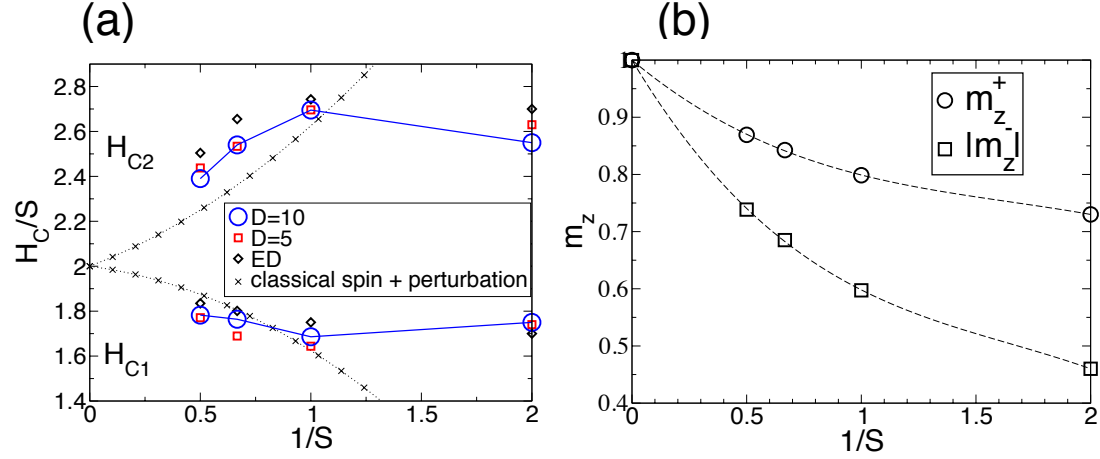 (a)
2.8
2.6
2.4
2.2
2
1.8
1.6
1.4
0
0.5
1
1.5
2
H_C/S
1/S
H_C2
H_C1
D=10
D=5
ED
classical spin + perturbation
(b)
1
0.9
0.8
0.7
0.6
0.5
0.4
0
0.5
1
1.5
2
m_z
1/S
m_z^+
|m_z^-|